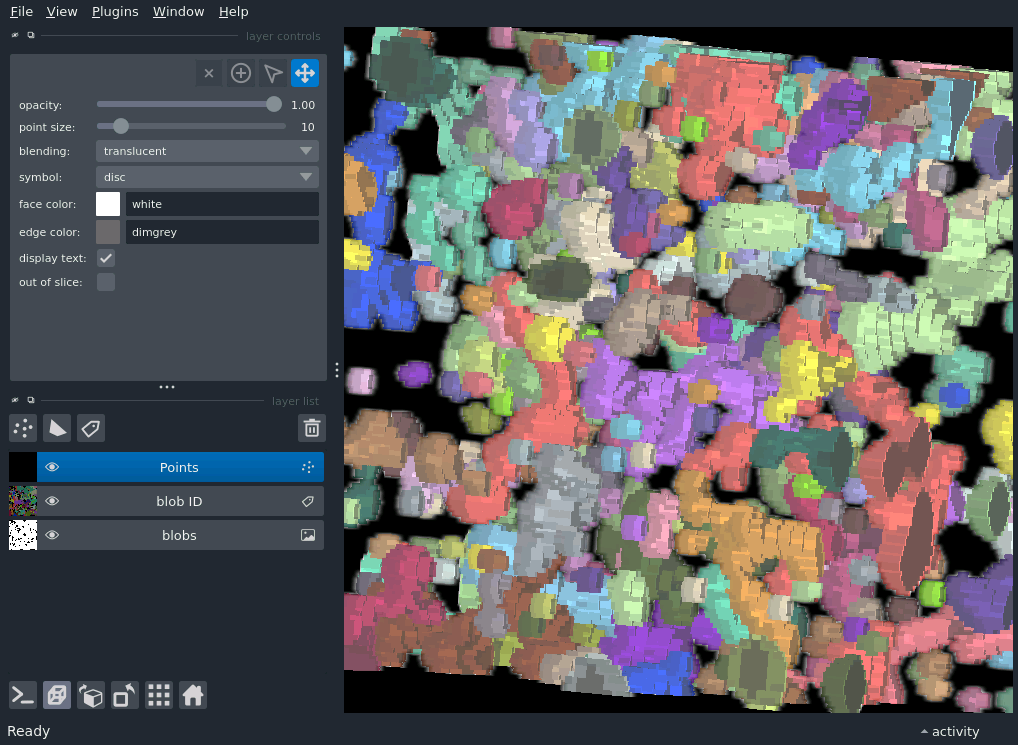 File View Plugins Window Help
layer controls
opacity: 1.00
point size: 10
blending: translucent
symbol: disc
face color: white
edge color: dimgrey
display text:
out of slice:
layer list
Points
blob ID
blobs
Ready
activity